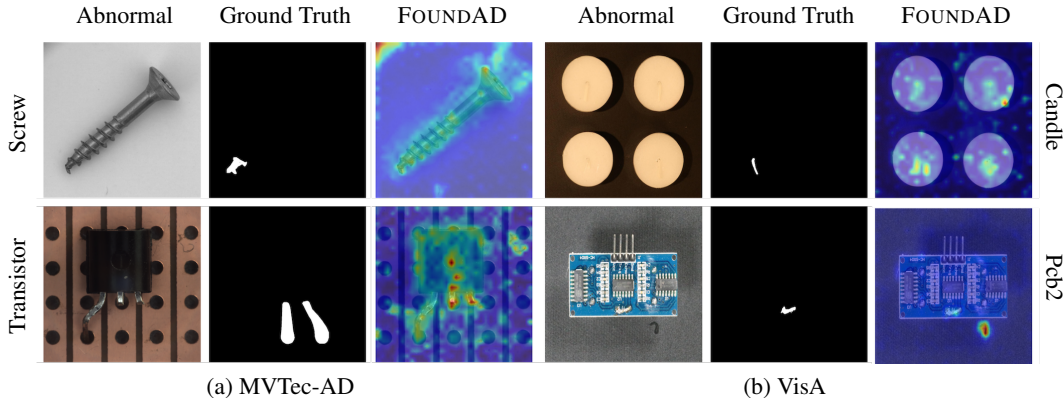 Abnormal Ground Truth FOUNDAD Abnormal Ground Truth FOUNDAD
Screw
Candle
Transistor
Pcb2
(a) MVTec-AD (b) VisA